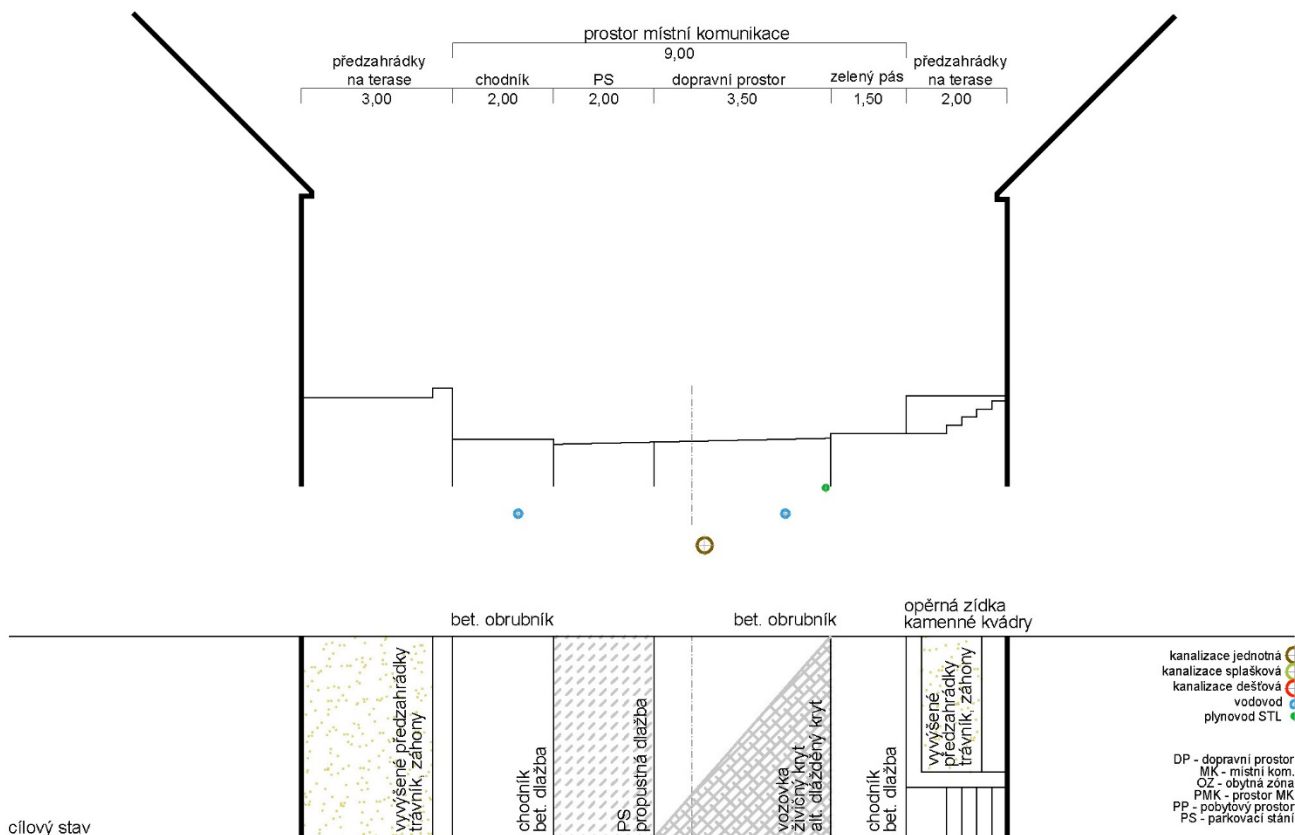 prostor místní komunikace
9,00
předzahrádky
na terase
3,00
chodník
2,00
PS
2,00
dopravní prostor
3,50
zelený pás
1,50
předzahrádky
na terase
2,00
bet. obrubník
bet. obrubník
opěrná zídka
kamenné kvádry
vyvýšené předzahrádky
trávník, záhony
chodník
bet. dlažba
PS
propustná dlažba
vozovka
živičný kryt
alt. dlážděný kryt
chodník
bet. dlažba
vyvýšené
předzahrádky
trávník, záhony
kanalizace jednotná
kanalizace splašková
kanalizace dešťová
vodovod
plynovod STL
DP - dopravní prostor
MK - místní kom.
OZ - obytná zóna
PMK - prostor MK
PP - pobytový prostor
PS - parkovací stání
cílový stav